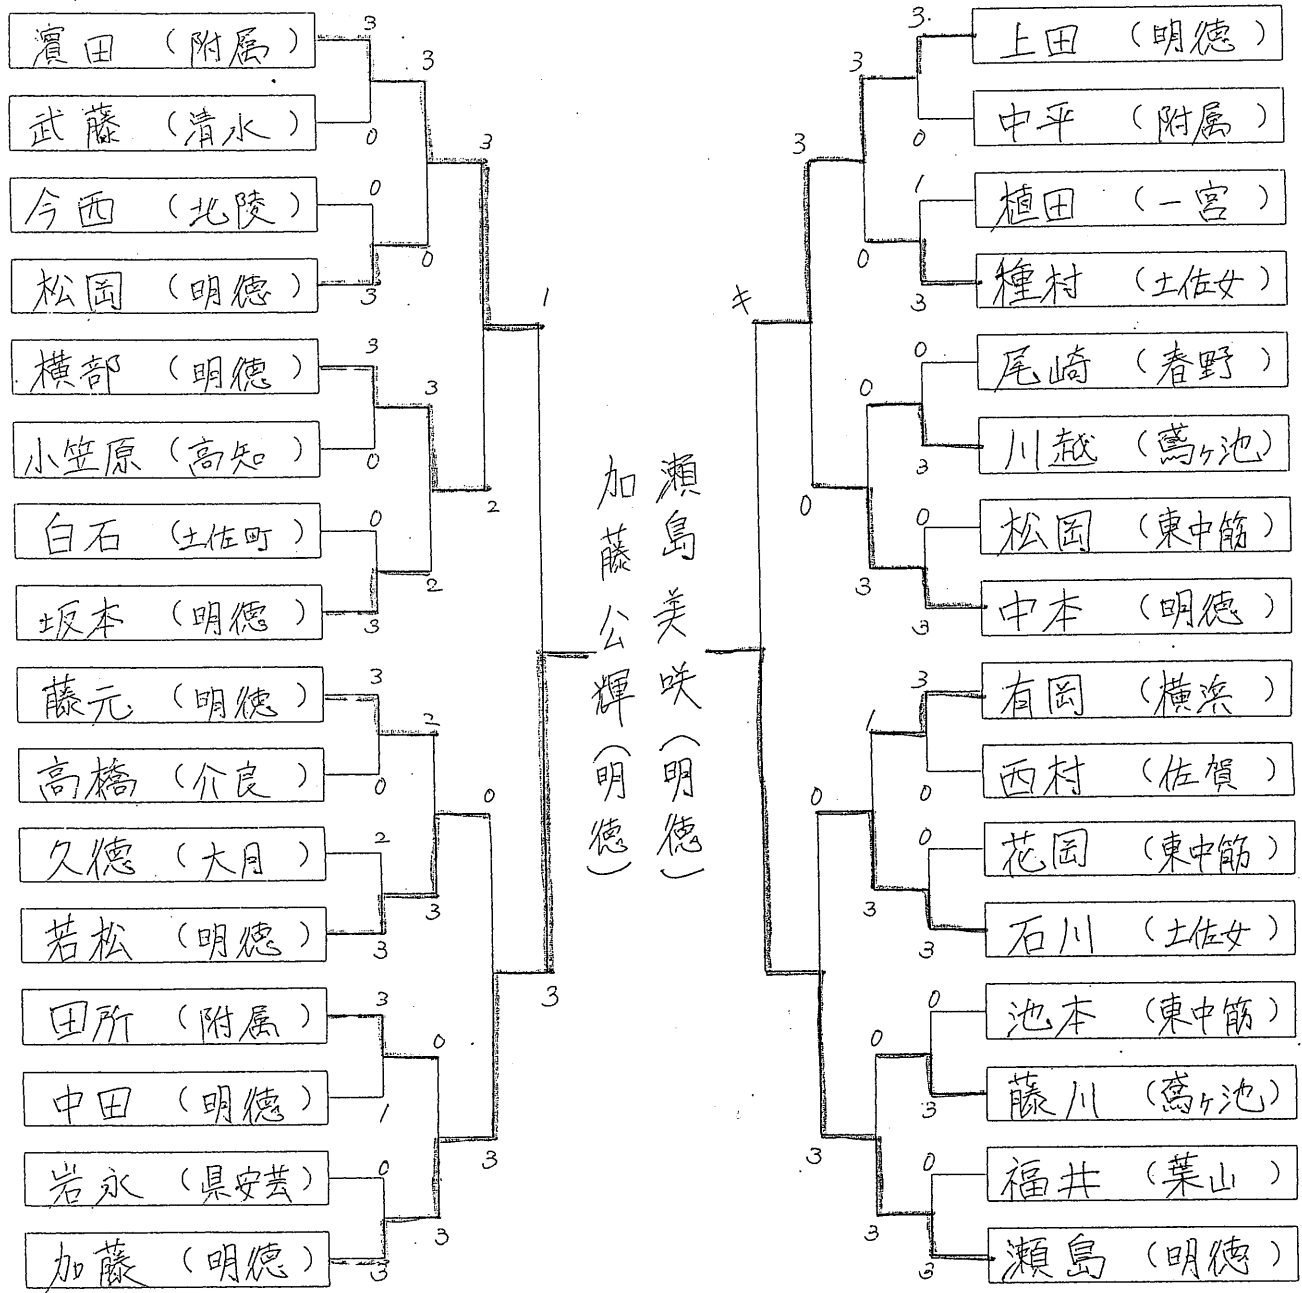 濱田 (附属)
武藤 (清水)
今西 (北陵)
松岡 (明徳)
横部 (明徳)
小笠原 (高知)
白石 (土佐町)
坂本 (明徳)
藤元 (明徳)
高橋 (介良)
久德 (大月)
若松 (明徳)
田所 (附属)
中田 (明徳)
岩永 (県安芸)
加藤 (明徳)
3
0
0
3
3
0
0
3
3
0
2
3
3
1
0
3
3
0
3
2
2
3
0
3
3
2
0
3
1
3
加藤公輝(明徳)
瀬島美咲(明徳)
キ
3
0
0
3
3
0
0
3
1
3
0
3
3
0
1
3
0
3
0
3
3
0
0
3
0
3
0
3
上田 (明徳)
中平 (附属)
植田 (一宮)
種村 (土佐女)
尾崎 (春野)
川越 (鳶ヶ池)
松岡 (東中筋)
中本 (明徳)
有岡 (横浜)
西村 (佐賀)
花岡 (東中筋)
石川 (土佐女)
池本 (東中筋)
藤川 (鳶ヶ池)
福井 (葉山)
瀬島 (明徳)